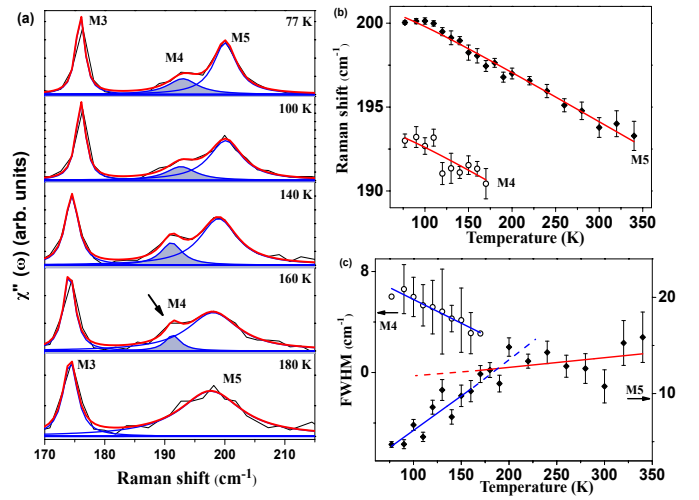 (a)
M3
M4
M5
77 K
100 K
140 K
160 K
M4
180 K
M3
M5
χ'' (ω) (arb. units)
170 180 190 200 210
Raman shift (cm⁻¹)
(b)
200
195
190
Raman shift (cm⁻¹)
M5
M4
50 100 150 200 250 300 350
Temperature (K)
(c)
8
0
FWHM (cm⁻¹)
M4
20
10
M5
50 100 150 200 250 300 350
Temperature (K)